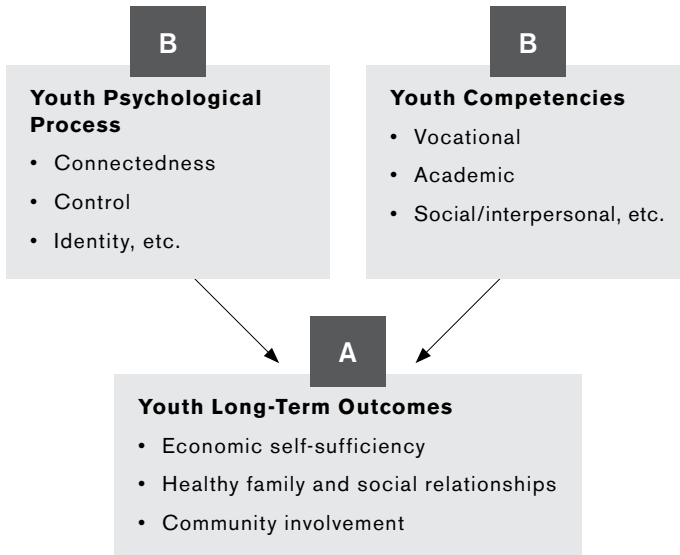 B
Youth Psychological
Process
• Connectedness
• Control
• Identity, etc.
B
Youth Competencies
• Vocational
• Academic
• Social/interpersonal, etc.
A
Youth Long-Term Outcomes
• Economic self-sufficiency
• Healthy family and social relationships
• Community involvement